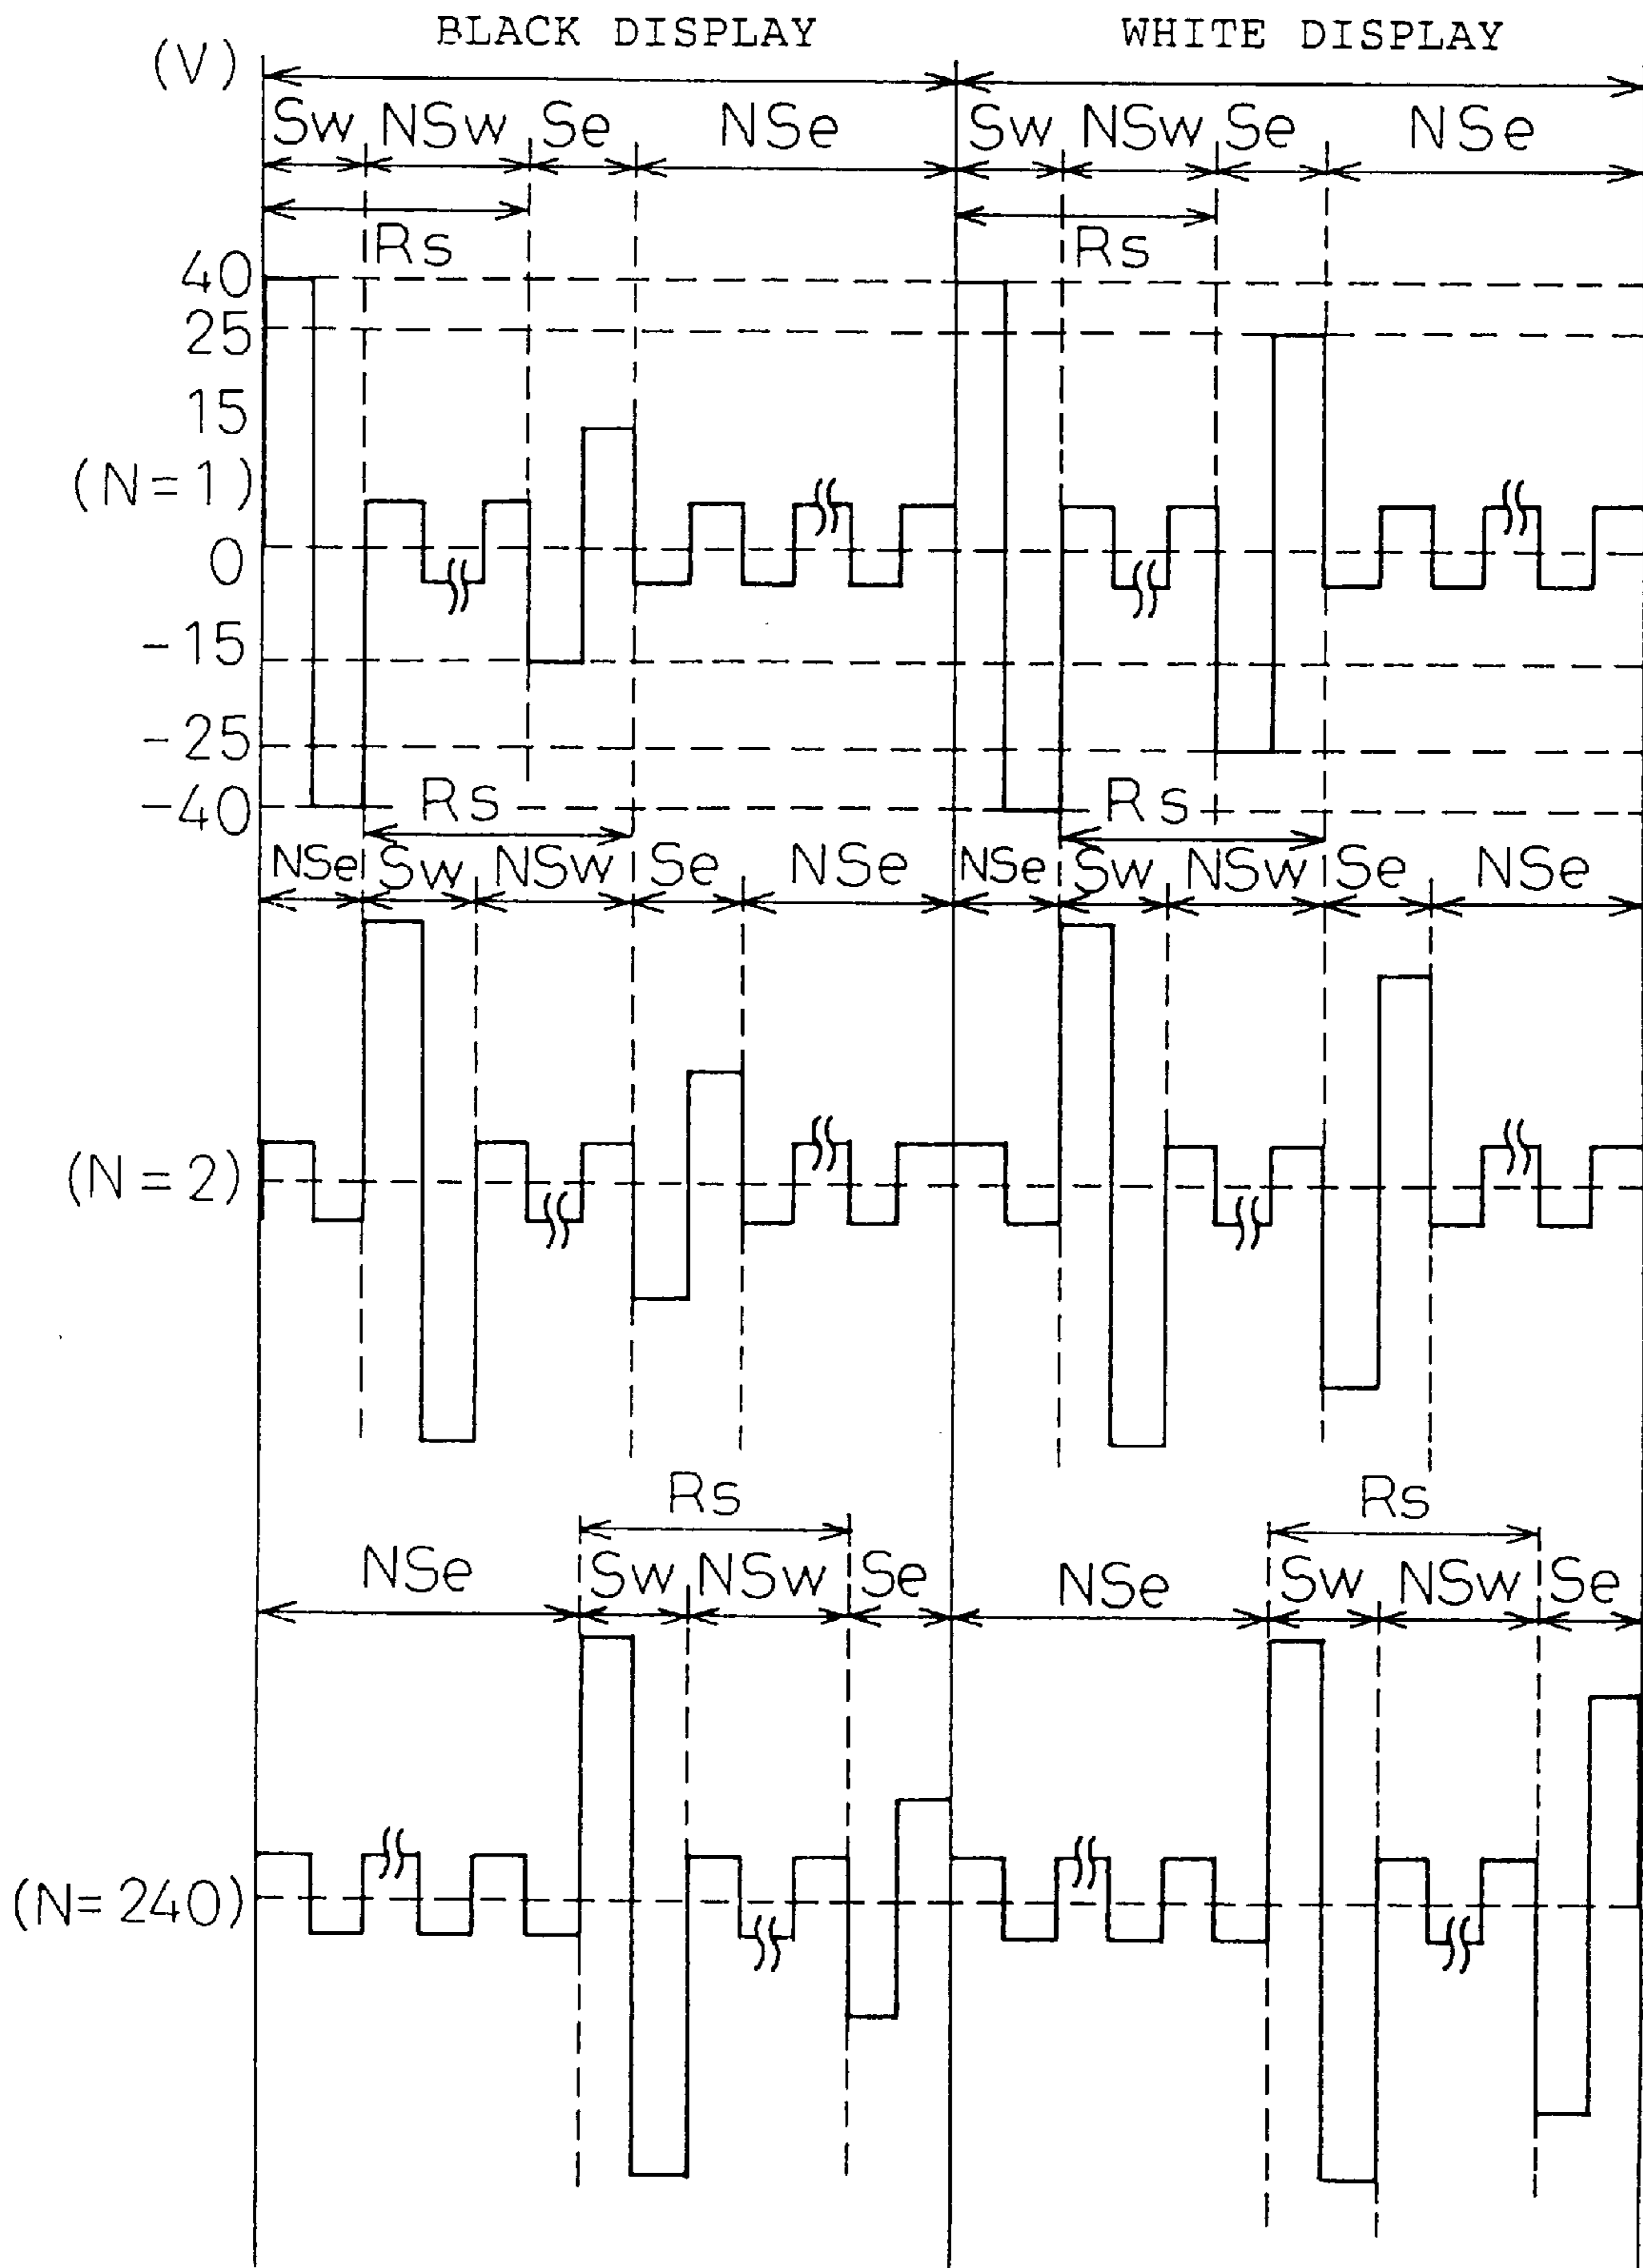 BLACK DISPLAY WHITE DISPLAY
(V)
Sw NSw Se NSe Sw NSw Se NSe
Rs Rs
40
25
15
(N=1)
0
-15
-25
-40
Rs Rs
NSe Sw NSw Se NSe NSe Sw NSw Se NSe
(N=2)
Rs Rs
NSe Sw NSw Se NSe Sw NSw Se
(N=240)